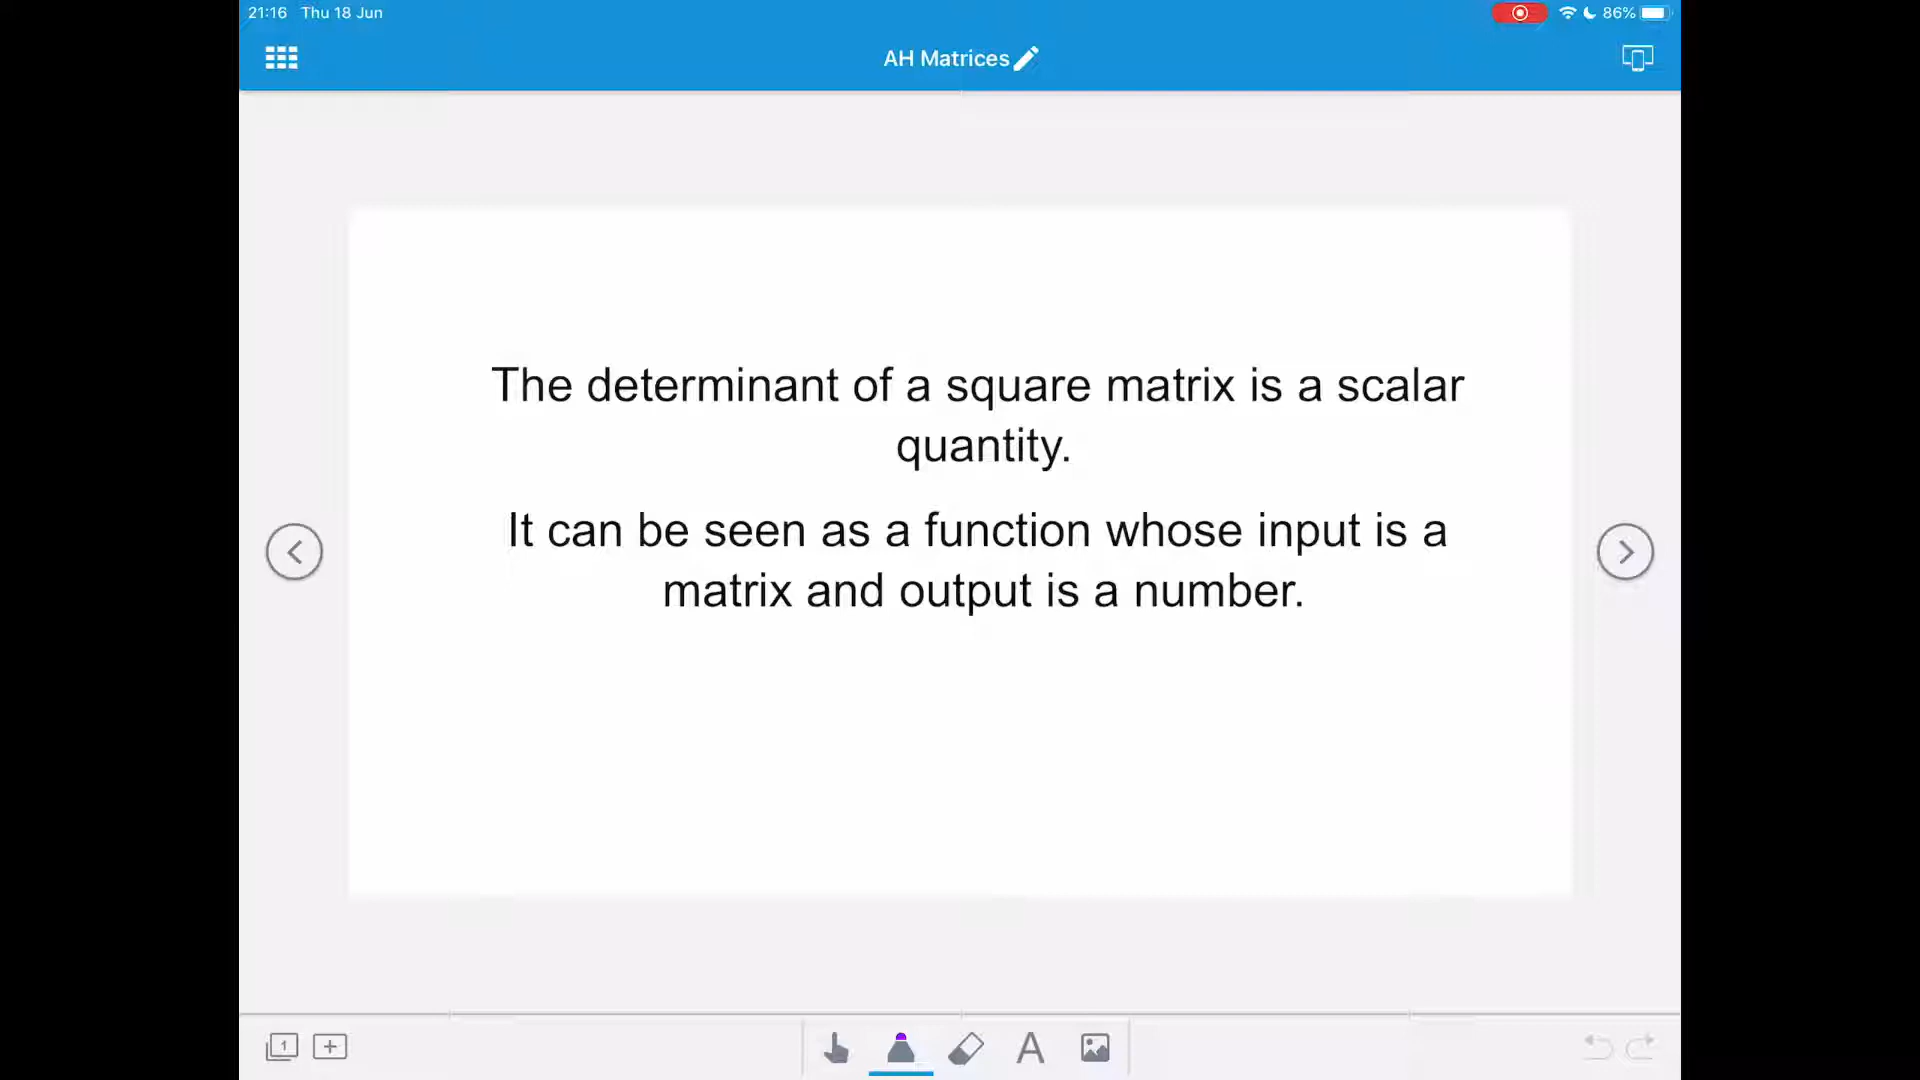 21:16 Thu 18 Jun
86%
AH Matrices
The determinant of a square matrix is a scalar
quantity.
It can be seen as a function whose input is a
matrix and output is a number.
1
A